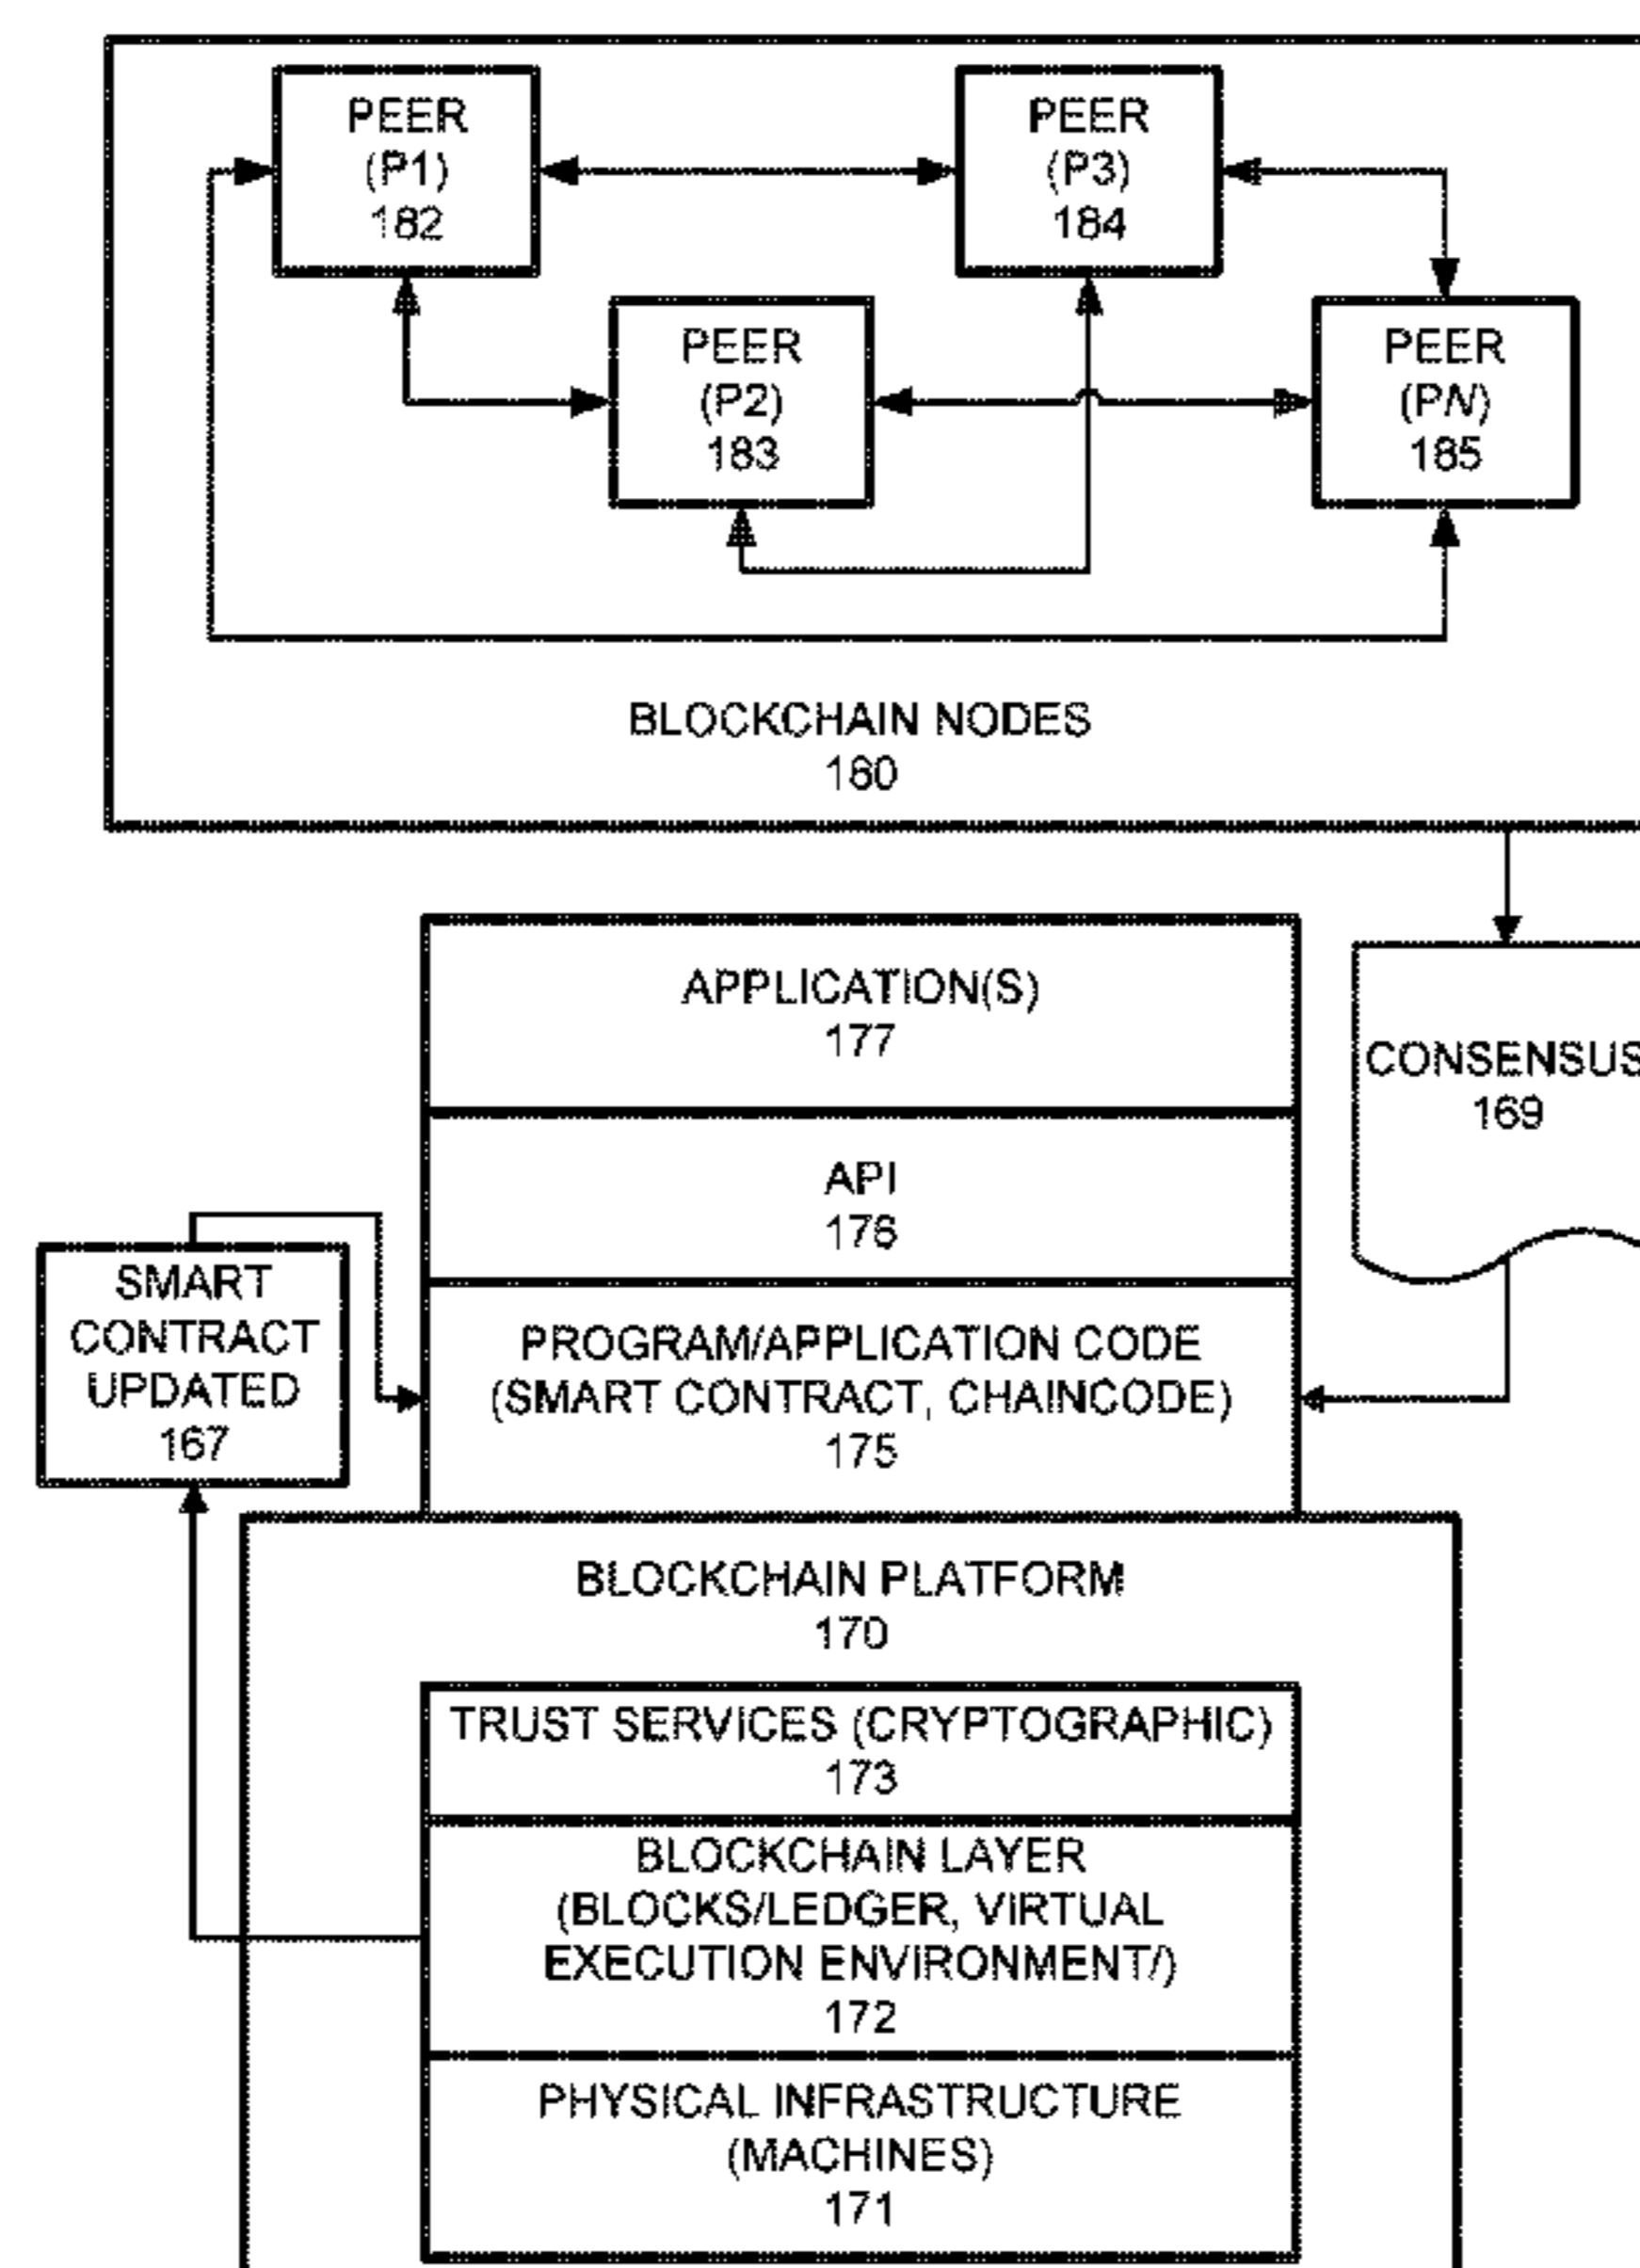 PEER
(P1)
182
PEER
(P3)
184
PEER
(P2)
183
PEER
(PN)
185
BLOCKCHAIN NODES
180
APPLICATION(S)
177
CONSENSUS
169
API
176
SMART
CONTRACT
UPDATED
167
PROGRAM/APPLICATION CODE
(SMART CONTRACT, CHAINCODE)
175
BLOCKCHAIN PLATFORM
170
TRUST SERVICES (CRYPTOGRAPHIC)
173
BLOCKCHAIN LAYER
(BLOCKS/LEDGER, VIRTUAL
EXECUTION ENVIRONMENT/)
172
PHYSICAL INFRASTRUCTURE
(MACHINES)
171